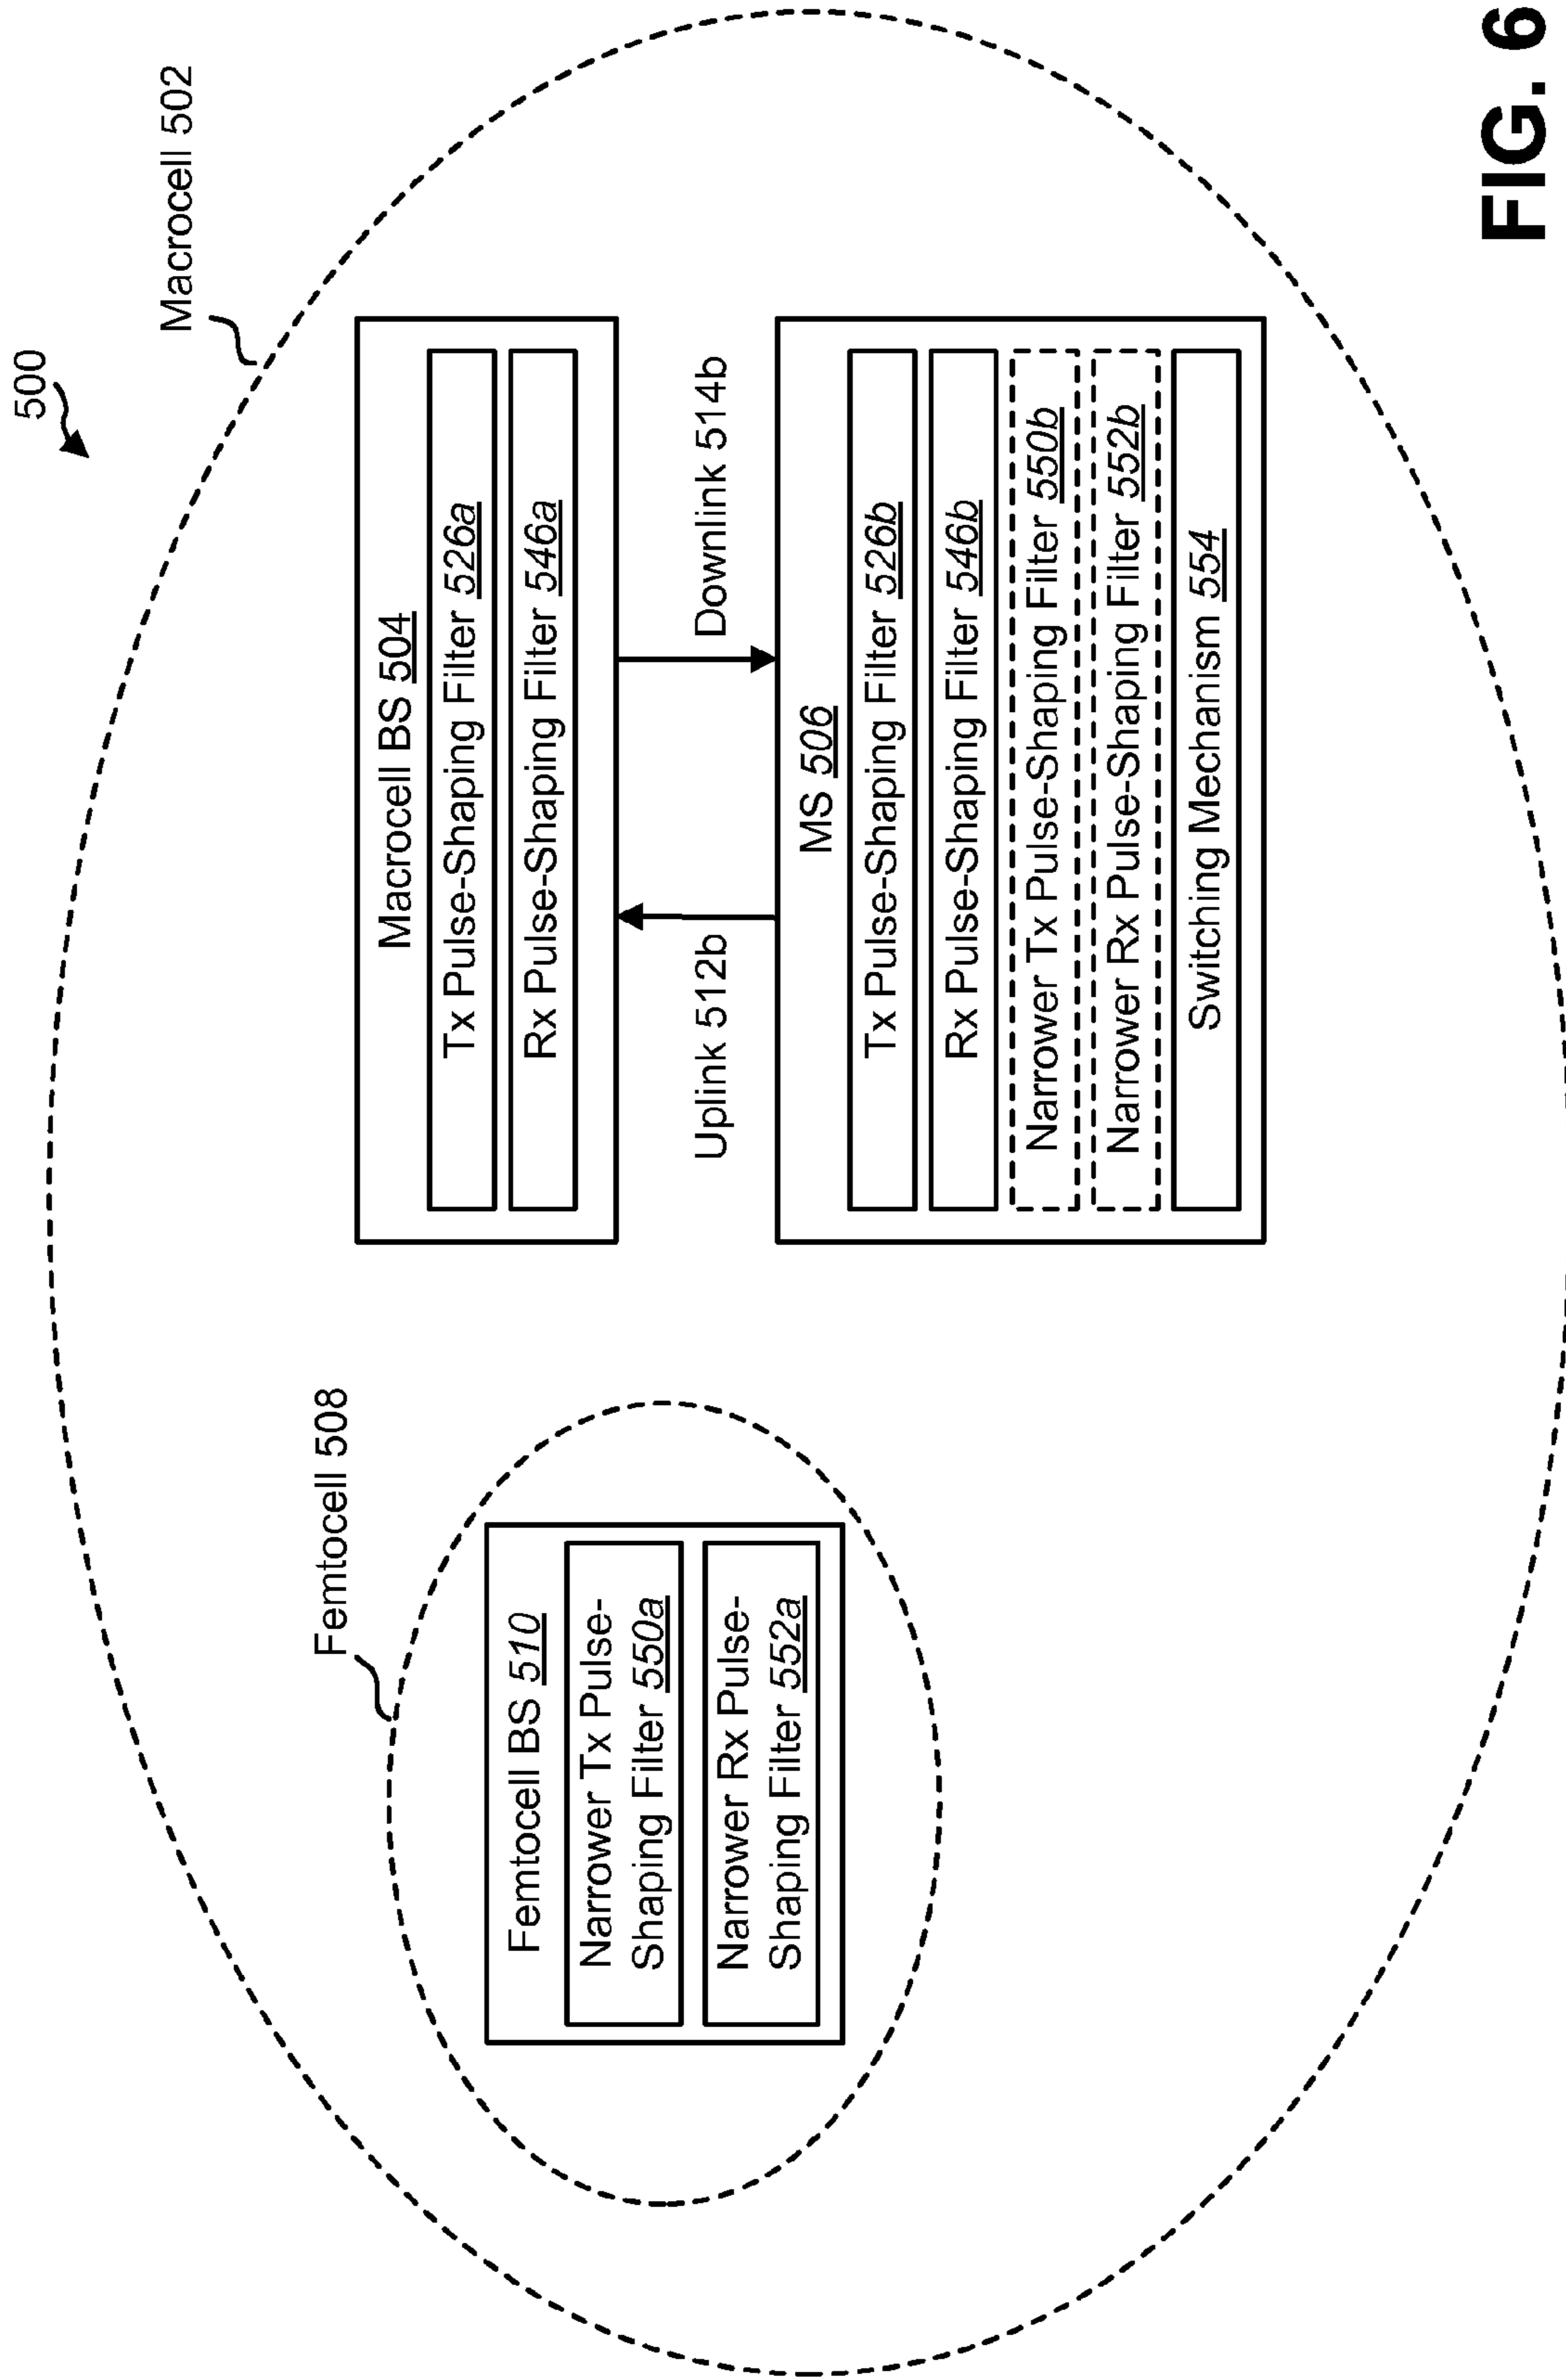 500
Macrocell 502
Femtocell 508
Femtocell BS 510
Narrower Tx Pulse-
Shaping Filter 550a
Narrower Rx Pulse-
Shaping Filter 552a
Macrocell BS 504
Tx Pulse-Shaping Filter 526a
Rx Pulse-Shaping Filter 546a
Uplink 512b
Downlink 514b
MS 506
Tx Pulse-Shaping Filter 526b
Rx Pulse-Shaping Filter 546b
Narrower Tx Pulse-Shaping Filter 550b
Narrower Rx Pulse-Shaping Filter 552b
Switching Mechanism 554
FIG. 6